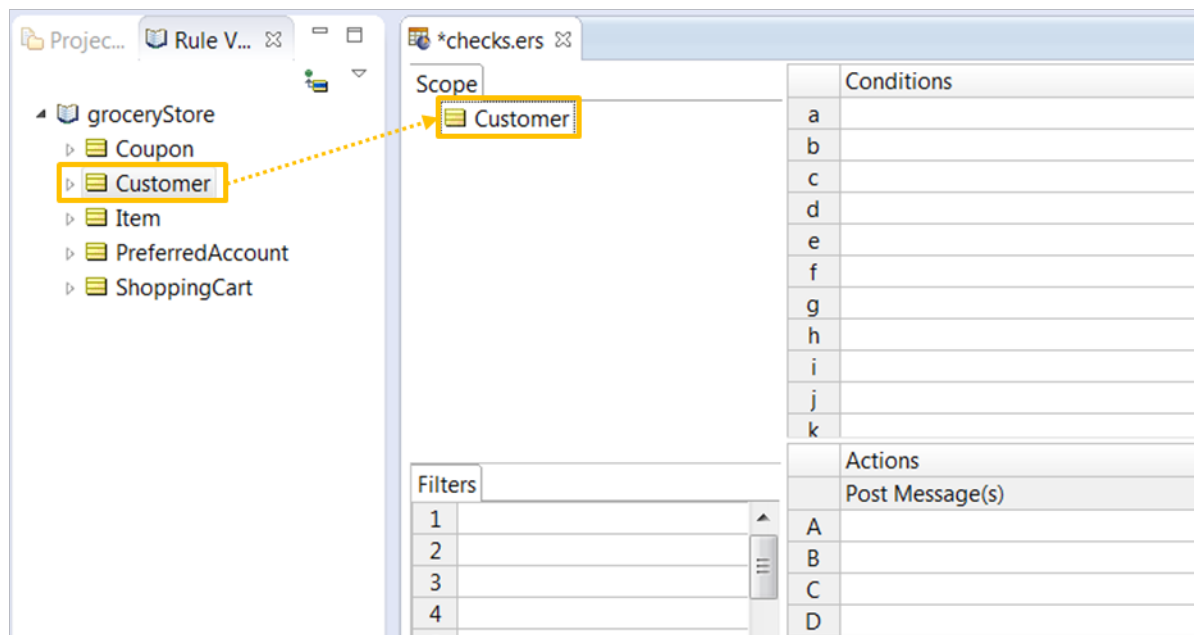 Projec...
Rule V...
groceryStore
Coupon
Customer
Item
PreferredAccount
ShoppingCart
*checks.ers
Scope
Customer
Filters
1
2
3
4
Conditions
a
b
c
d
e
f
g
h
i
j
k
Actions
Post Message(s)
A
B
C
D